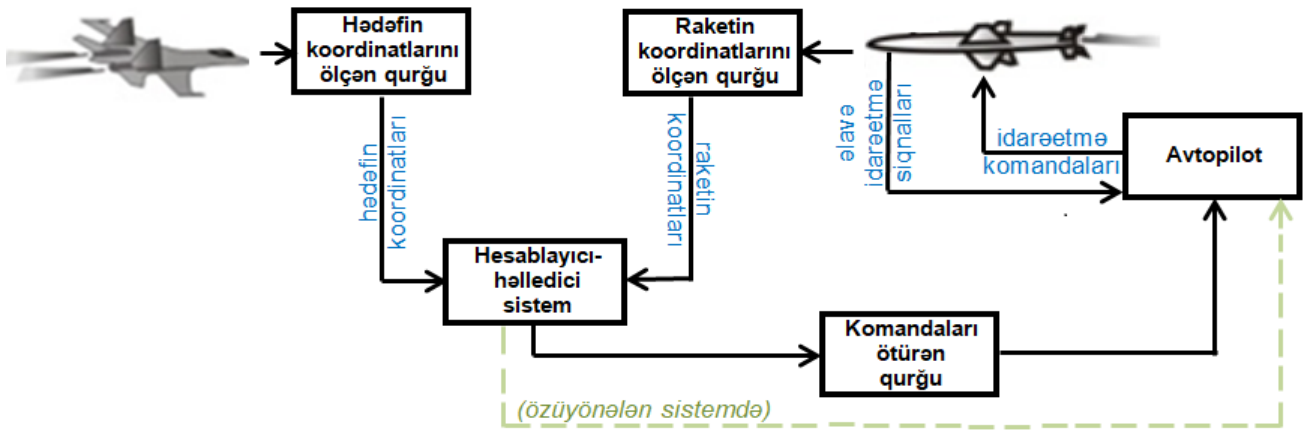 Hədəfin
koordinatlarını
ölçən qurğu
Raketin
koordinatlarını
ölçən qurğu
hədəfin
koordinatları
raketin
koordinatları
əlavə
idarəetmə
siqnalları
idarəetmə
komandaları
Avtopilot
Hesablayıcı-
həlledici
sistem
Komandaları
ötürən
qurğu
(özüyönələn sistemdə)